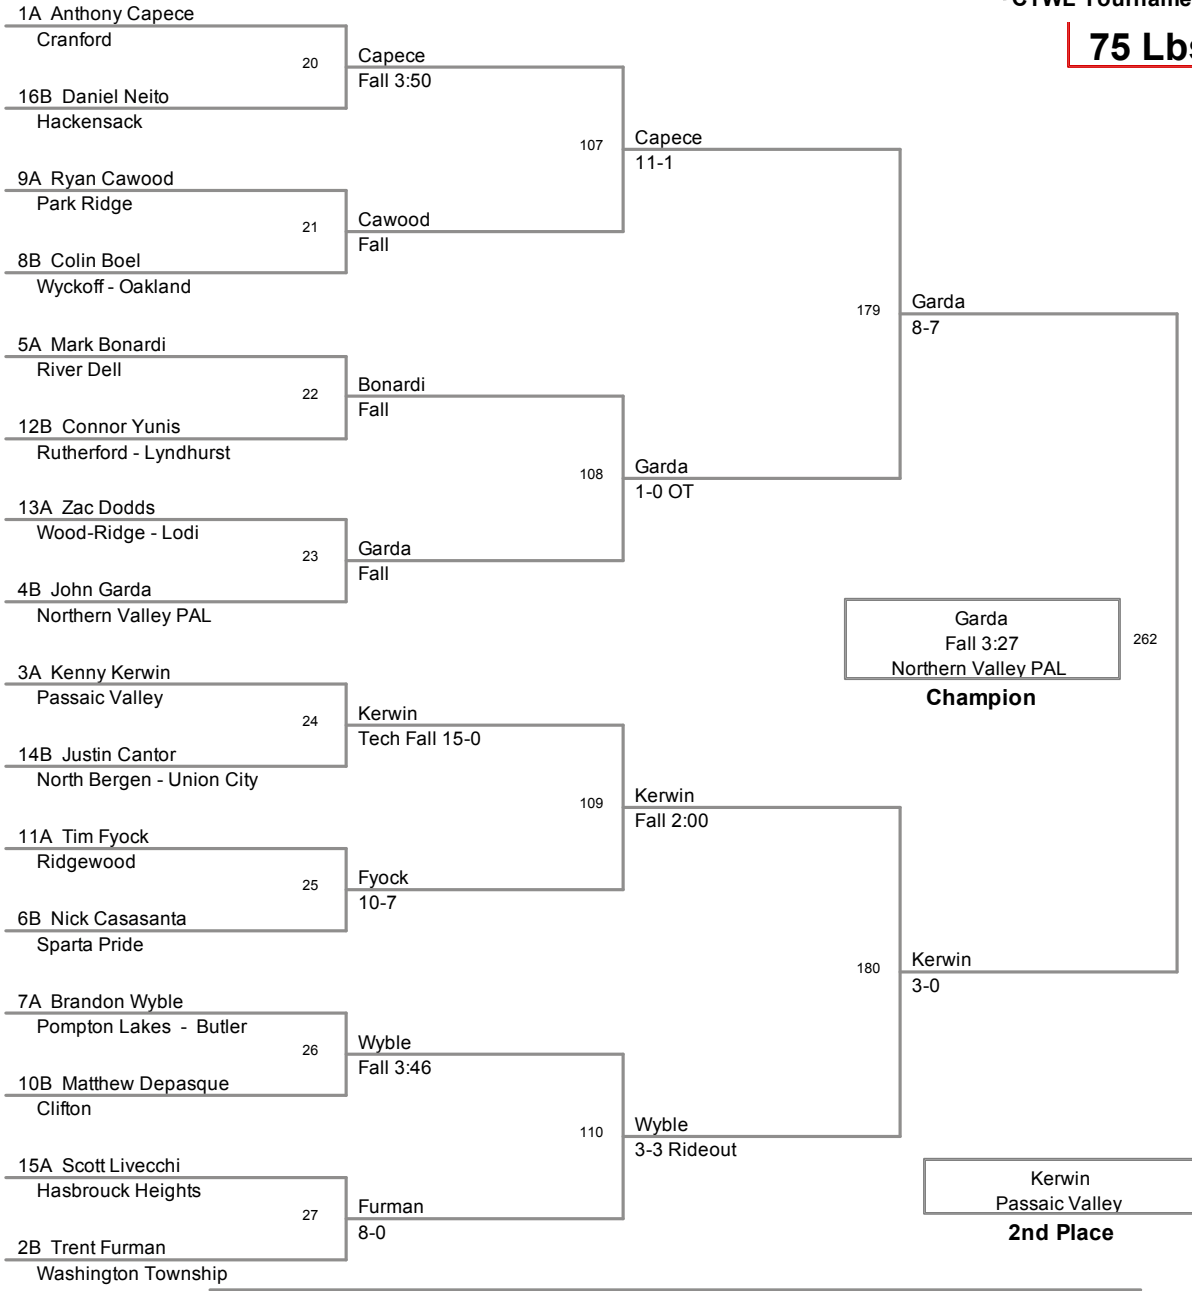 CTWL Tourname
75 Lbs
1A Anthony Capece
Cranford
20
Capece
Fall 3:50
16B Daniel Neito
Hackensack
107
Capece
11-1
9A Ryan Cawood
Park Ridge
21
Cawood
Fall
8B Colin Boel
Wyckoff - Oakland
179
Garda
8-7
5A Mark Bonardi
River Dell
22
Bonardi
Fall
12B Connor Yunis
Rutherford - Lyndhurst
108
Garda
1-0 OT
13A Zac Dodds
Wood-Ridge - Lodi
23
Garda
Fall
4B John Garda
Northern Valley PAL
Garda
Fall 3:27
Northern Valley PAL
262
Champion
3A Kenny Kerwin
Passaic Valley
24
Kerwin
Tech Fall 15-0
14B Justin Cantor
North Bergen - Union City
109
Kerwin
Fall 2:00
11A Tim Fyock
Ridgewood
25
Fyock
10-7
6B Nick Casasanta
Sparta Pride
180
Kerwin
3-0
7A Brandon Wyble
Pompton Lakes - Butler
26
Wyble
Fall 3:46
10B Matthew Depasque
Clifton
110
Wyble
3-3 Rideout
15A Scott Livecchi
Hasbrouck Heights
27
Furman
8-0
2B Trent Furman
Washington Township
Kerwin
Passaic Valley
2nd Place